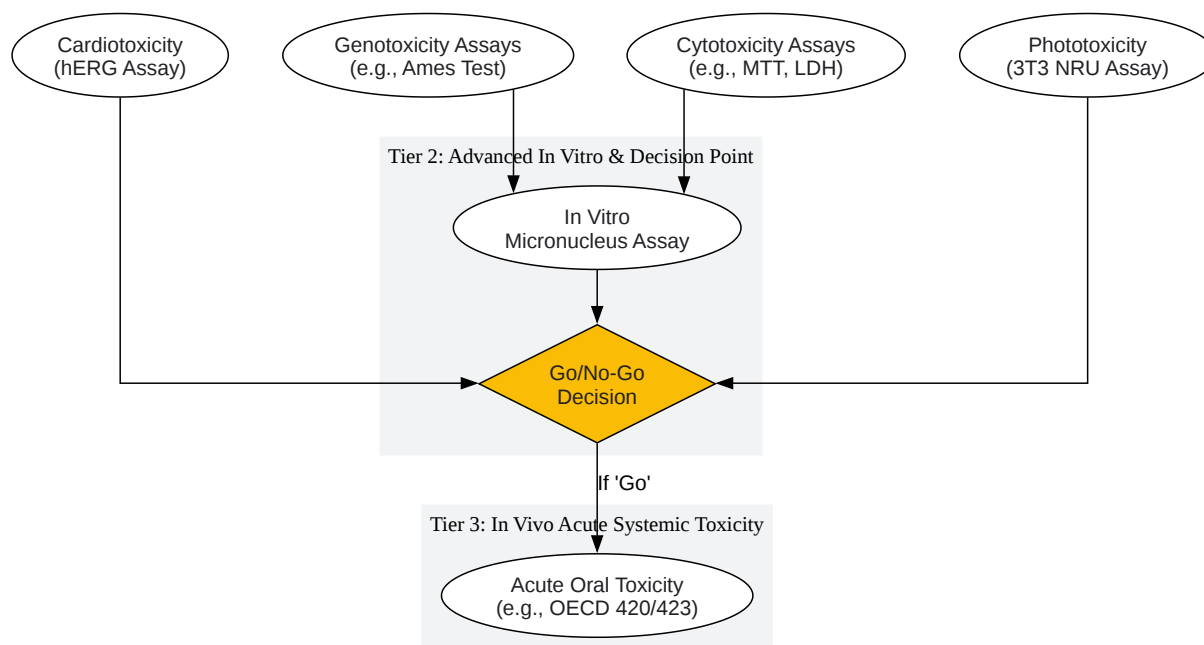 Cardiotoxicity
(hERG Assay)
Genotoxicity Assays
(e.g., Ames Test)
Cytotoxicity Assays
(e.g., MTT, LDH)
Phototoxicity
(3T3 NRU Assay)
Tier 2: Advanced In Vitro & Decision Point
In Vitro
Micronucleus Assay
Go/No-Go
Decision
If 'Go'
Tier 3: In Vivo Acute Systemic Toxicity
Acute Oral Toxicity
(e.g., OECD 420/423)